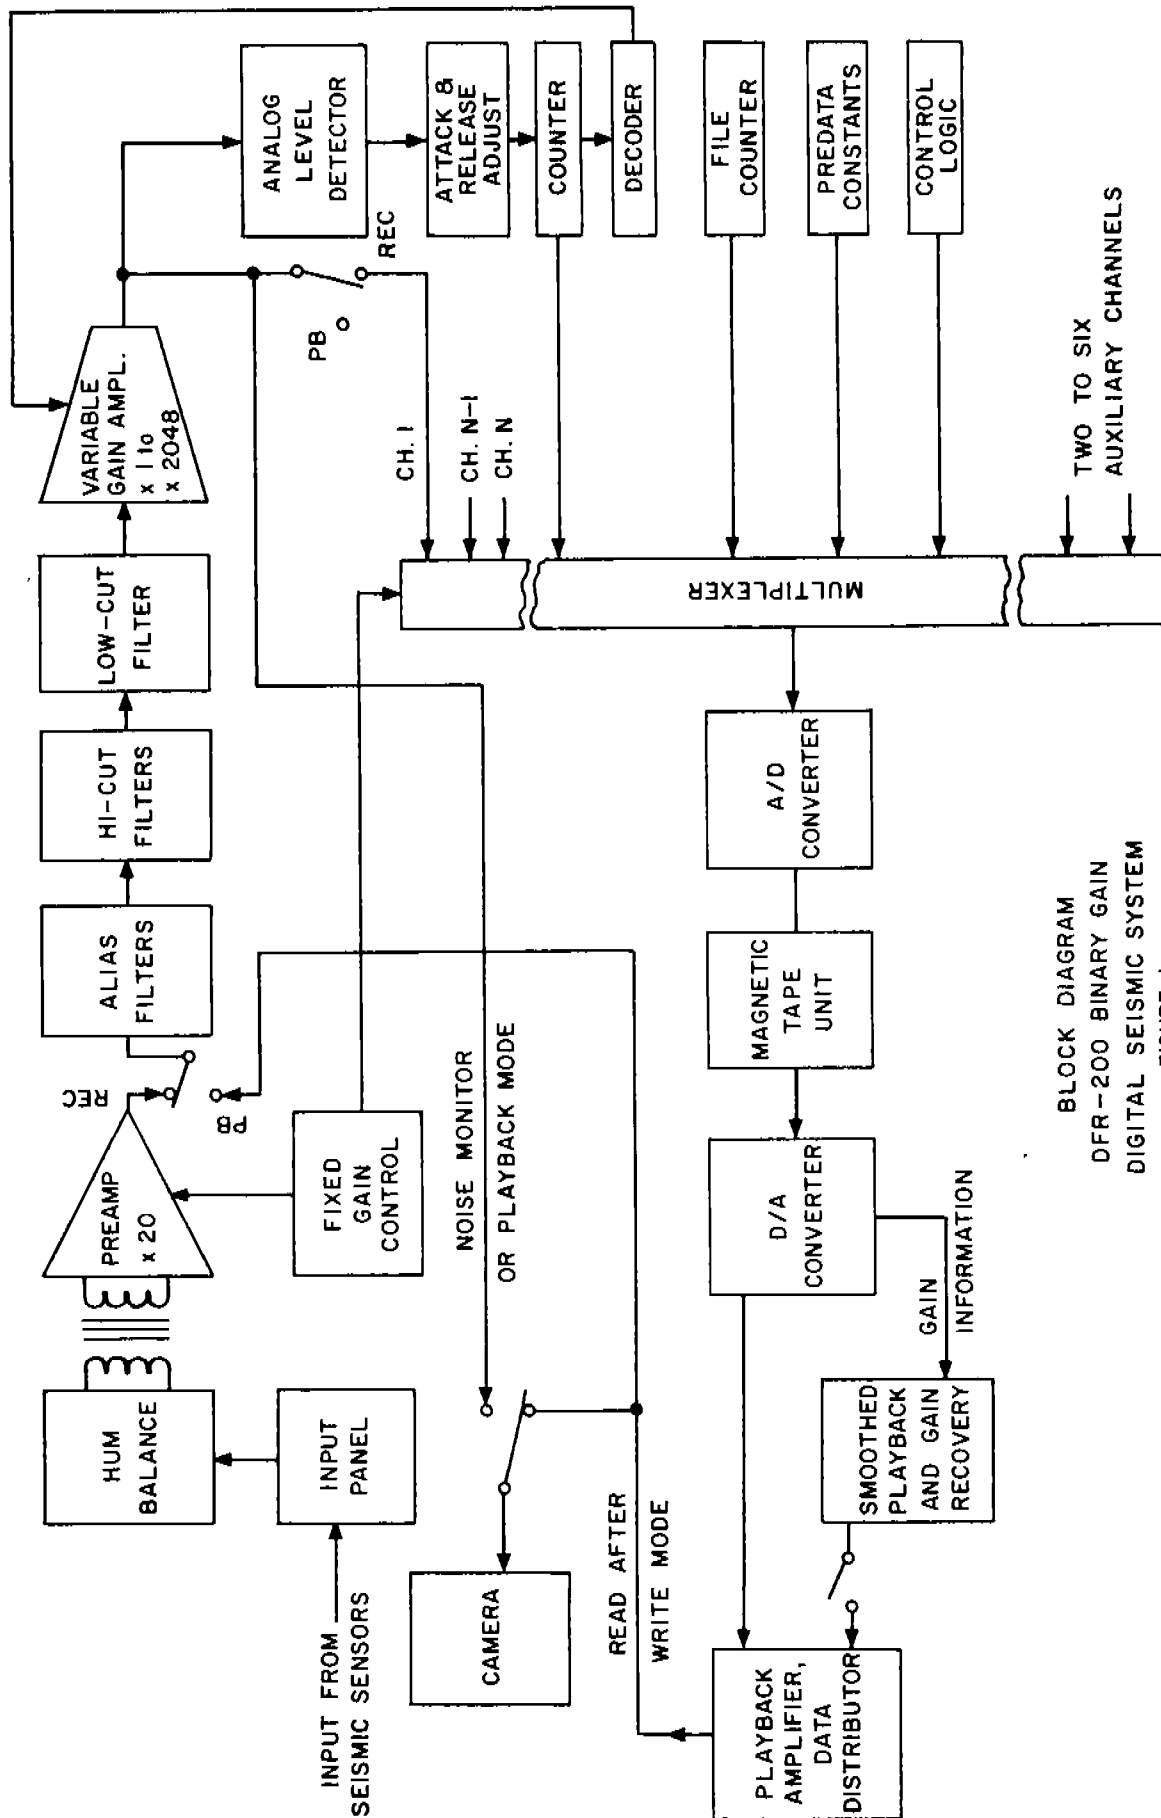 INPUT FROM
SEISMIC SENSORS
INPUT
PANEL
HUM
BALANCE
PREAMP
x 20
REC
PB
FIXED
GAIN
CONTROL
ALIAS
FILTERS
HI-CUT
FILTERS
LOW-CUT
FILTER
VARIABLE
GAIN AMPL.
x 1 to
x 2048
ANALOG
LEVEL
DETECTOR
ATTACK &
RELEASE
ADJUST
COUNTER
DECODER
FILE
COUNTER
PREDATA
CONSTANTS
CONTROL
LOGIC
PB
REC
CH. 1
CH. N-1
CH. N
MULTIPLEXER
TWO TO SIX
AUXILIARY CHANNELS
CAMERA
NOISE MONITOR
OR PLAYBACK MODE
READ AFTER
WRITE MODE
A/D
CONVERTER
MAGNETIC
TAPE
UNIT
D/A
CONVERTER
GAIN
INFORMATION
SMOOTHED
PLAYBACK
AND GAIN
RECOVERY
PLAYBACK
AMPLIFIER,
DATA
DISTRIBUTOR
BLOCK DIAGRAM
DFR-200 BINARY GAIN
DIGITAL SEISMIC SYSTEM